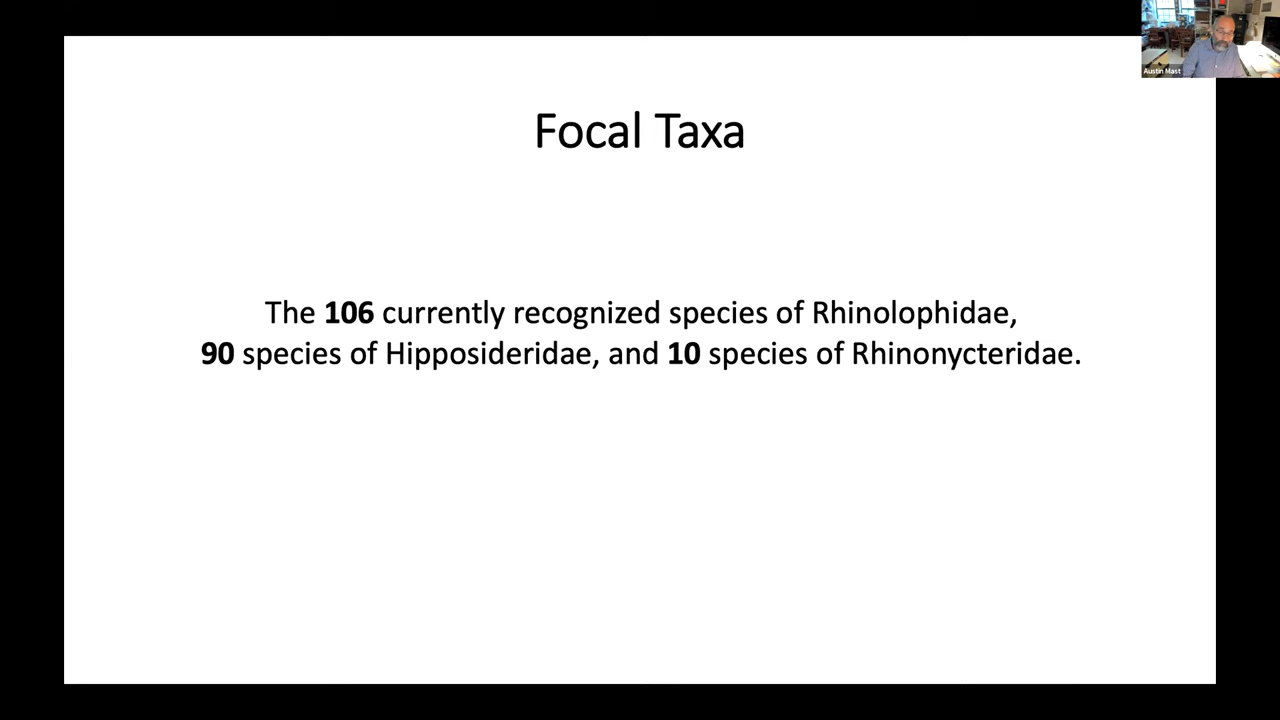 Austin Mast
Focal Taxa
The 106 currently recognized species of Rhinolophidae,
90 species of Hipposideridae, and 10 species of Rhinonycteridae.